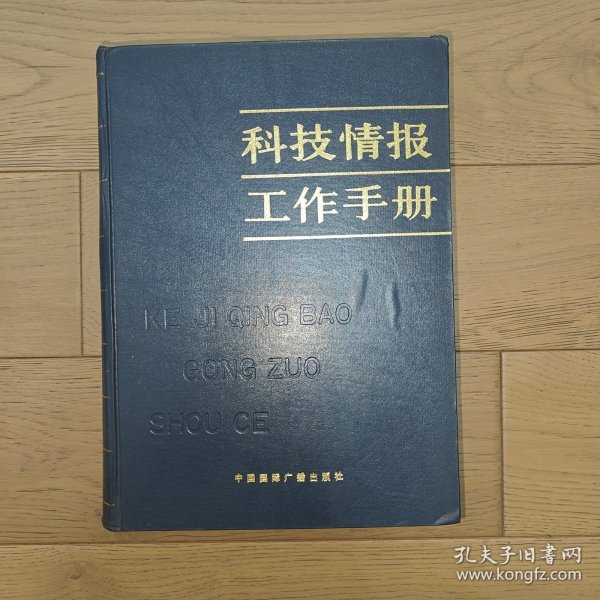 科技情报
工作手册
KE JI QING BAO
GONG ZUO
SHOU CE
中国国际广播出版社
孔夫子旧书网
www.kongfz.com